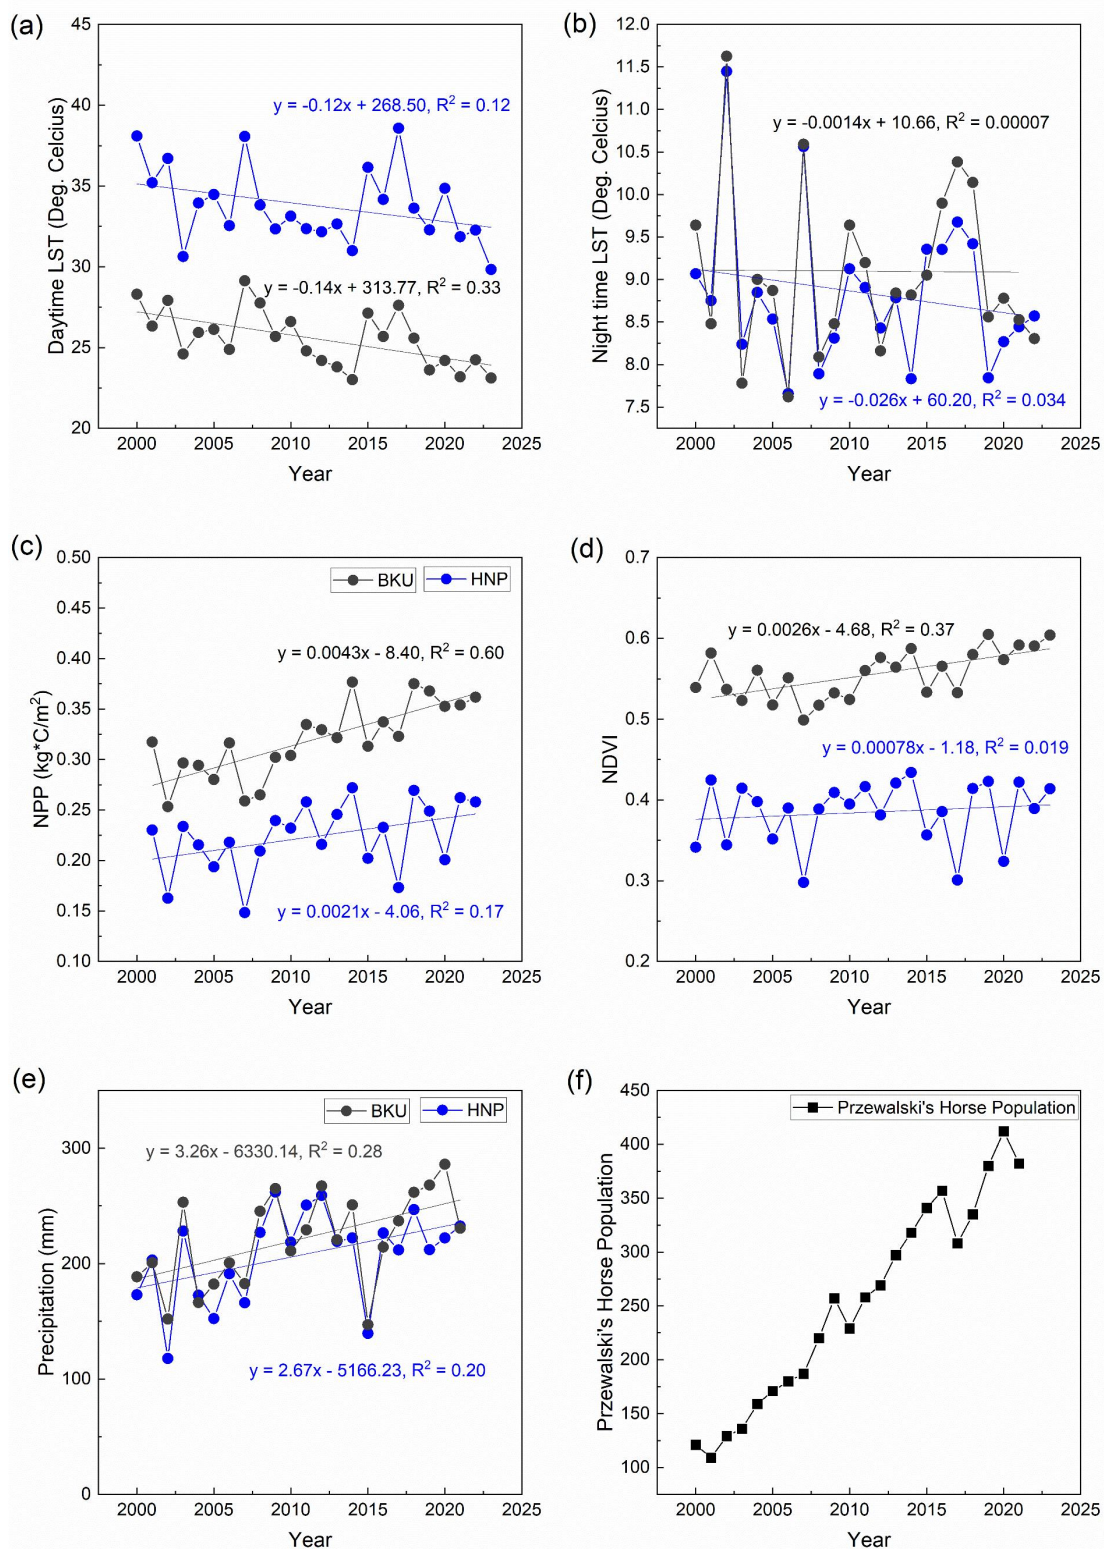 (a)
45
40
35
30
25
20
Daytime LST (Deg. Celcius)
y = -0.12x + 268.50, R² = 0.12
y = -0.14x + 313.77, R² = 0.33
2000 2005 2010 2015 2020 2025
Year
(b)
12.0
11.5
11.0
10.5
10.0
9.5
9.0
8.5
8.0
7.5
Night time LST (Deg. Celcius)
y = -0.0014x + 10.66, R² = 0.00007
y = -0.026x + 60.20, R² = 0.034
2000 2005 2010 2015 2020 2025
Year
(c)
0.50
0.45
0.40
0.35
0.30
0.25
0.20
0.15
0.10
NPP (kg*C/m²)
BKU HNP
y = 0.0043x - 8.40, R² = 0.60
y = 0.0021x - 4.06, R² = 0.17
2000 2005 2010 2015 2020 2025
Year
(d)
0.7
0.6
0.5
0.4
0.3
0.2
NDVI
y = 0.0026x - 4.68, R² = 0.37
y = 0.00078x - 1.18, R² = 0.019
2000 2005 2010 2015 2020 2025
Year
(e)
300
200
100
0
Precipitation (mm)
BKU HNP
y = 3.26x - 6330.14, R² = 0.28
y = 2.67x - 5166.23, R² = 0.20
2000 2005 2010 2015 2020 2025
Year
(f)
450
400
350
300
250
200
150
100
Przewalski's Horse Population
Przewalski's Horse Population
2000 2005 2010 2015 2020 2025
Year